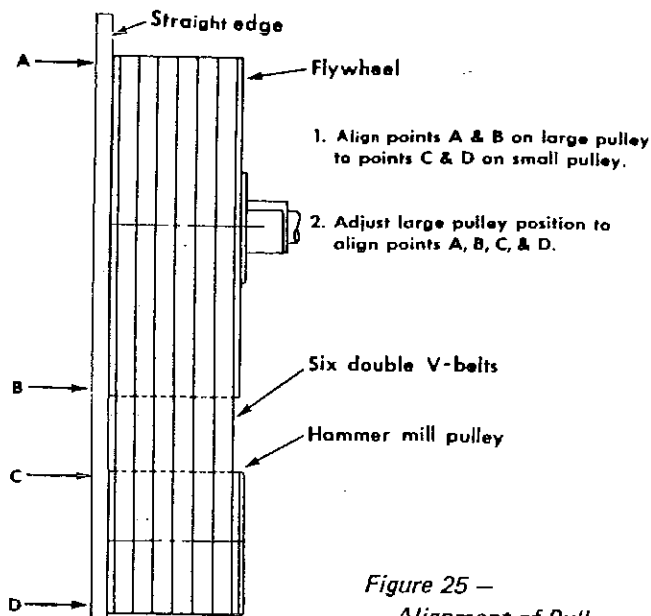 Straight edge
A
Flywheel
1. Align points A & B on large pulley
to points C & D on small pulley.
2. Adjust large pulley position to
align points A, B, C, & D.
B
Six double V-belts
Hammer mill pulley
C
D
Figure 25 —
Alignment of